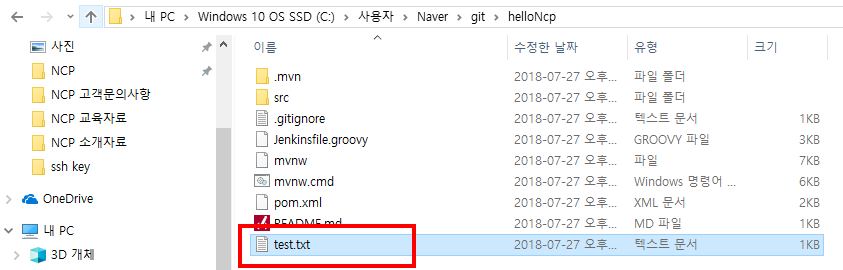 내 PC > Windows 10 OS SSD (C:) > 사용자 > Naver > git > helloNcp
사진
NCP
NCP 고객문의사항
NCP 교육자료
NCP 소개자료
ssh key
OneDrive
내 PC
3D 개체
이름 수정한 날짜 유형 크기
.mvn 2018-07-27 오후... 파일 폴더
src 2018-07-27 오후... 파일 폴더
.gitignore 2018-07-27 오후... 텍스트 문서 1KB
Jenkinsfile.groovy 2018-07-27 오후... GROOVY 파일 3KB
mvnw 2018-07-27 오후... 파일 7KB
mvnw.cmd 2018-07-27 오후... Windows 명령어 ... 6KB
pom.xml 2018-07-27 오후... XML 문서 2KB
README.md 2018-07-27 오후... MD 파일 1KB
test.txt 2018-07-27 오후... 텍스트 문서 1KB